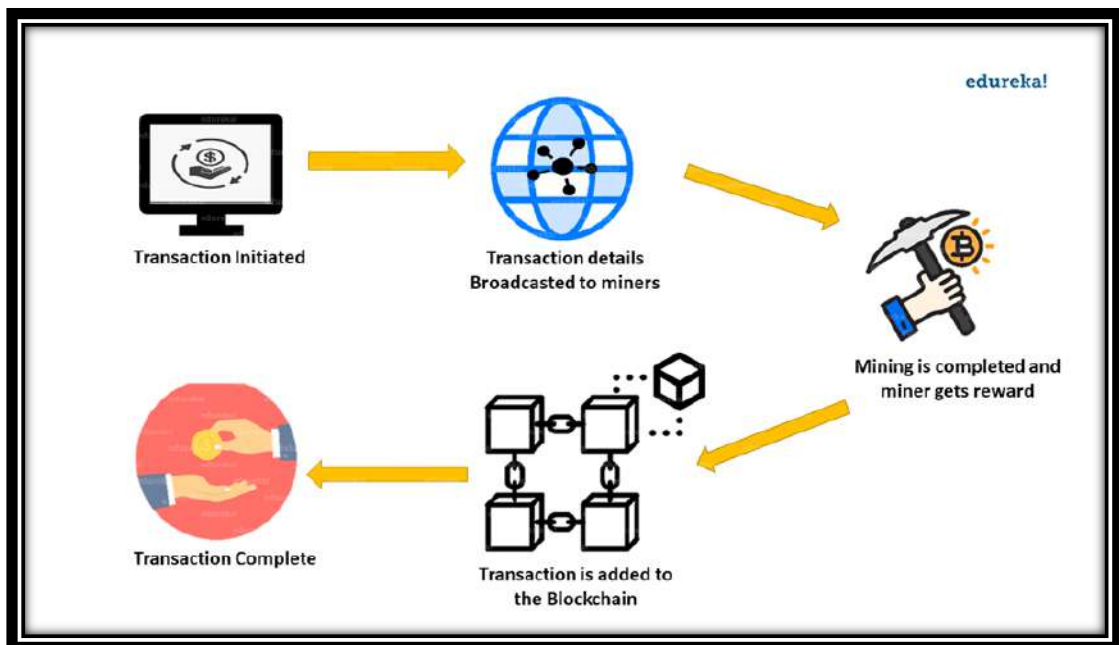 edureka!
Transaction Initiated
Transaction details
Broadcasted to miners
Mining is completed and
miner gets reward
Transaction is added to
the Blockchain
Transaction Complete